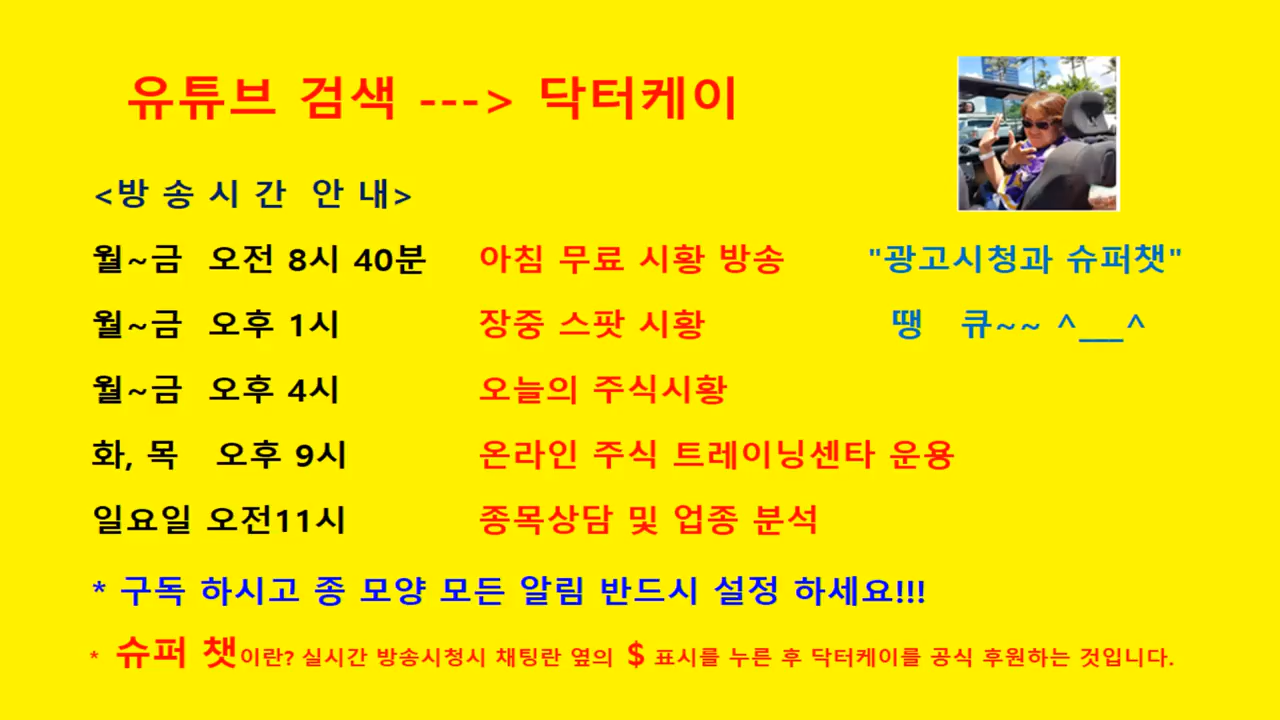 유튜브 검색 ---> 닥터케이
<방 송 시 간 안 내>
월~금 오전 8시 40분 아침 무료 시황 방송 "광고시청과 슈퍼챗"
월~금 오후 1시 장중 스팟 시황 땡 큐~~ ^___^
월~금 오후 4시 오늘의 주식시황
화, 목 오후 9시 온라인 주식 트레이닝센타 운용
일요일 오전11시 종목상담 및 업종 분석
* 구독 하시고 종 모양 모든 알림 반드시 설정 하세요!!!
* 슈퍼 챗이란? 실시간 방송시청시 채팅란 옆의 $ 표시를 누른 후 닥터케이를 공식 후원하는 것입니다.